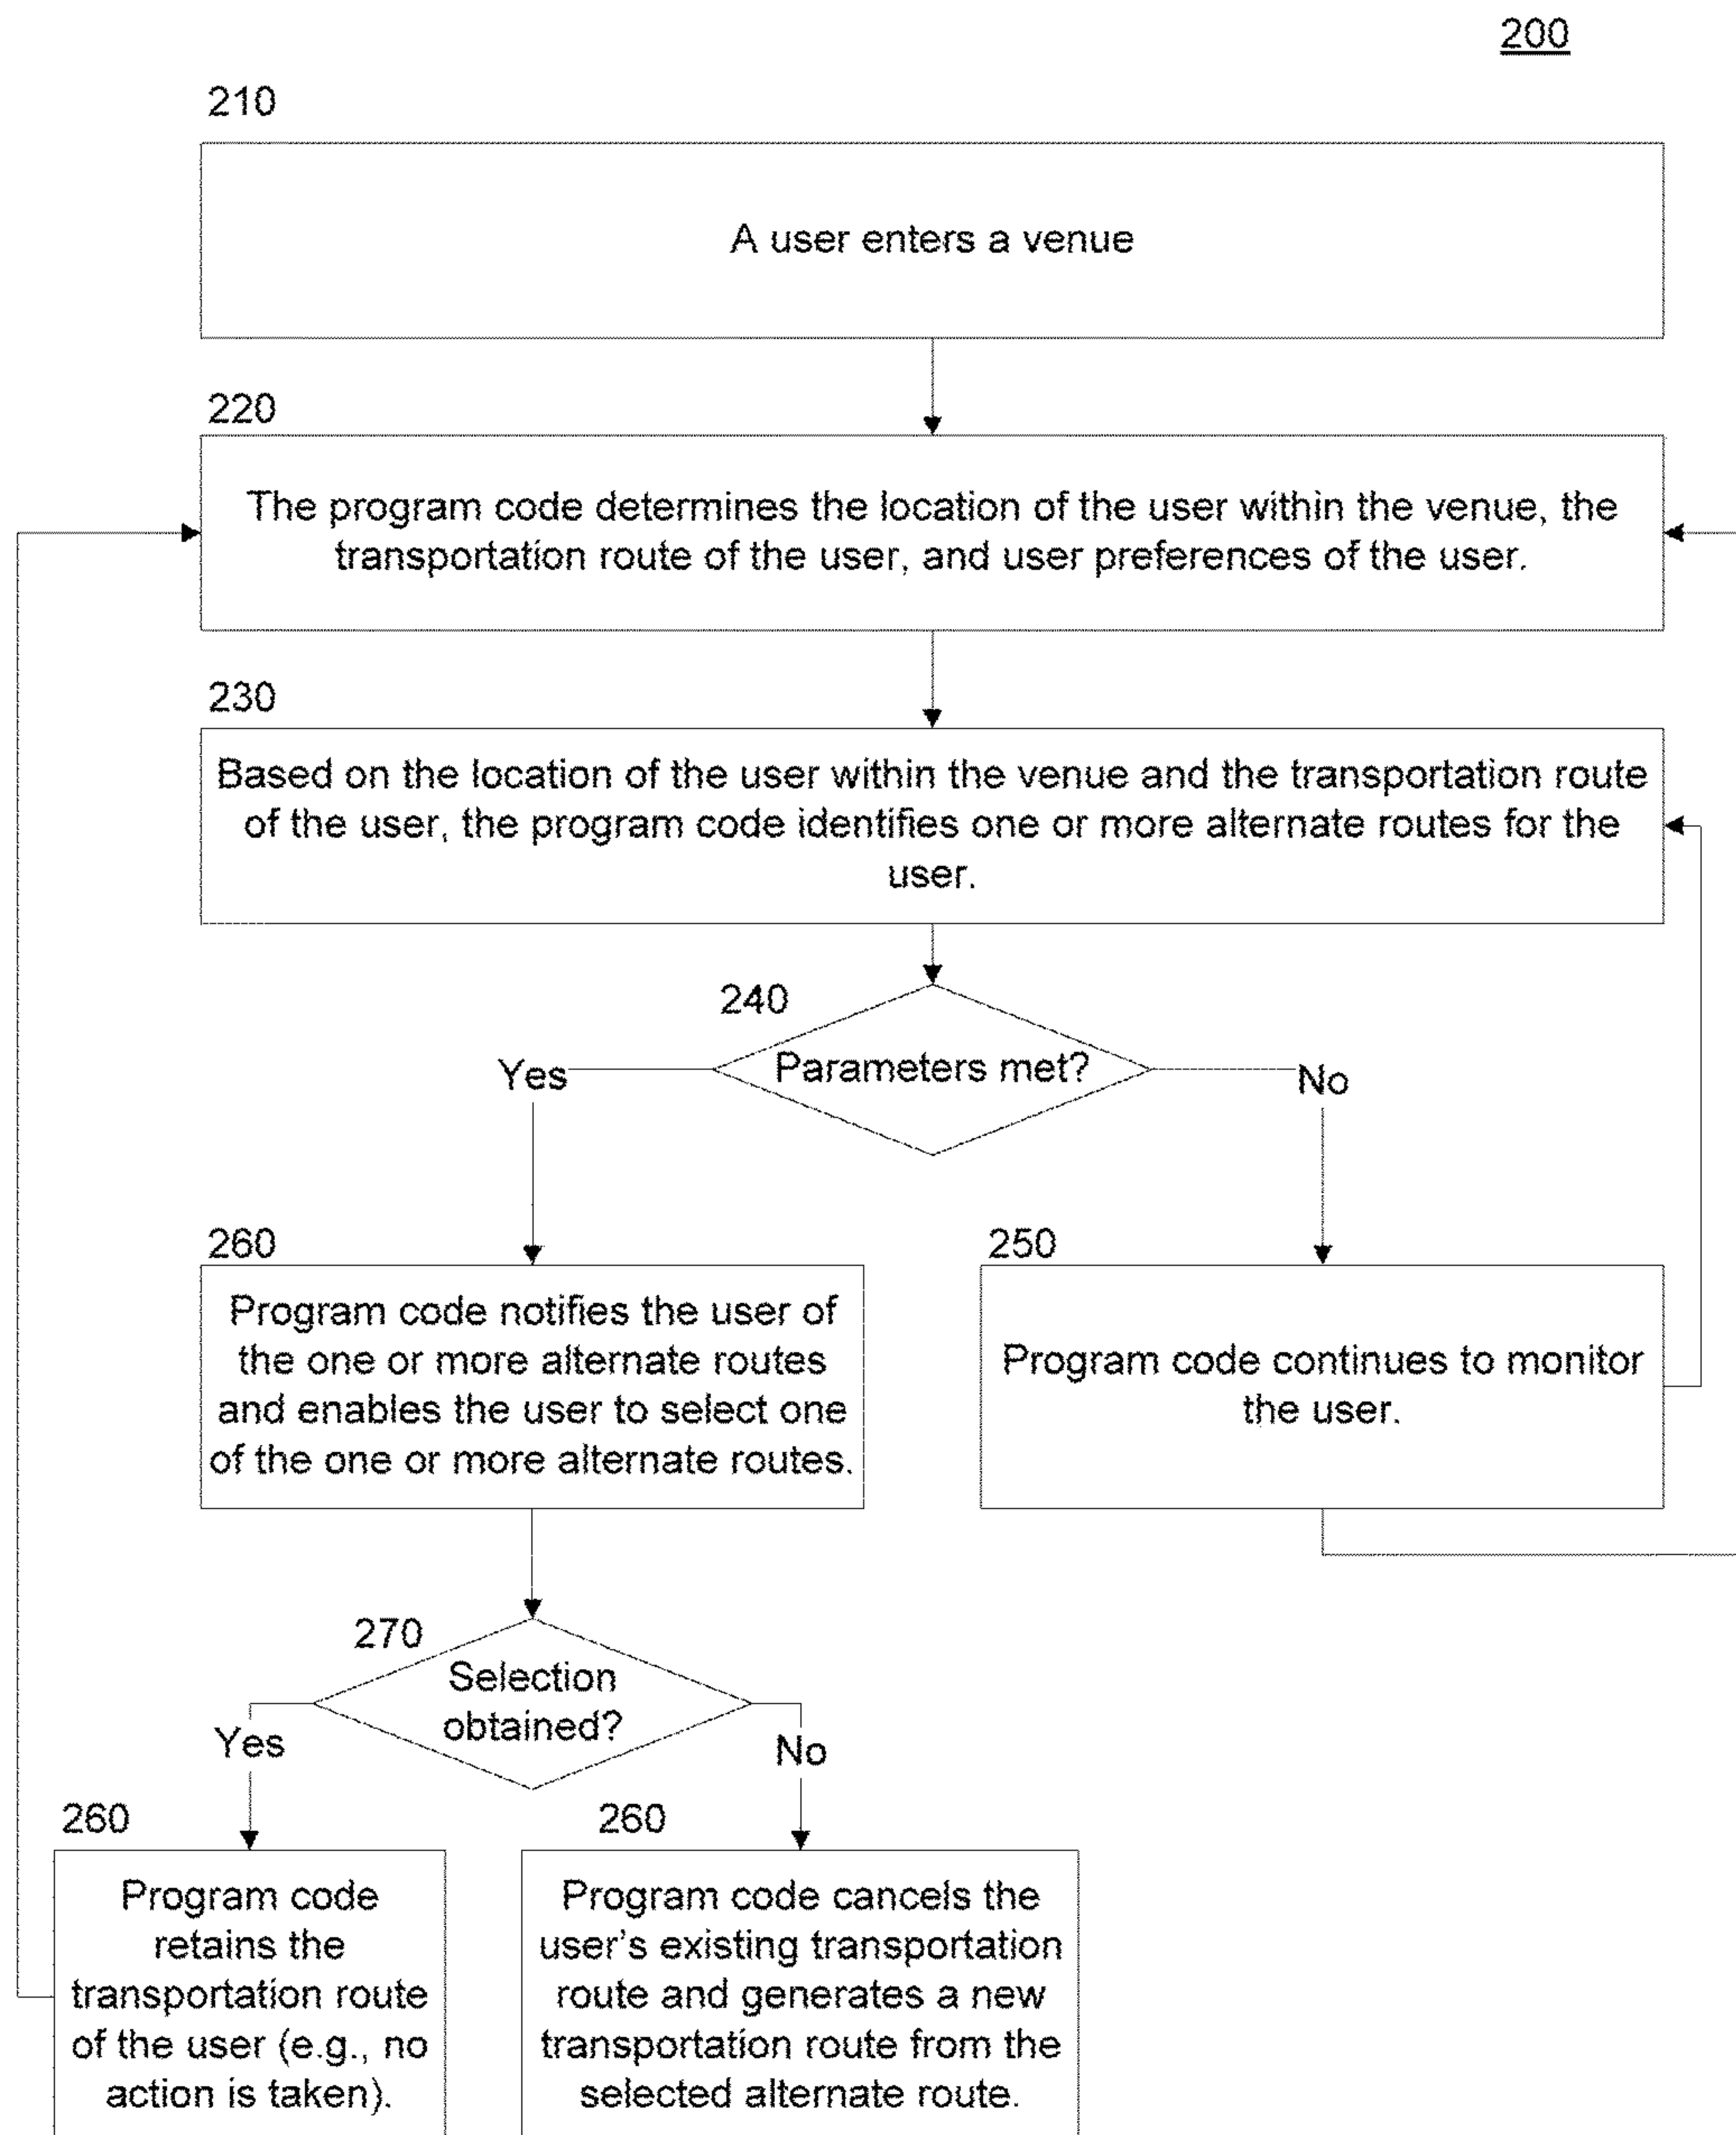 200
210
A user enters a venue
220
The program code determines the location of the user within the venue, the
transportation route of the user, and user preferences of the user.
230
Based on the location of the user within the venue and the transportation route
of the user, the program code identifies one or more alternate routes for the
user.
240
Parameters met?
Yes
No
260
Program code notifies the user of
the one or more alternate routes
and enables the user to select one
of the one or more alternate routes.
250
Program code continues to monitor
the user.
270
Selection
obtained?
Yes
No
260
Program code
retains the
transportation route
of the user (e.g., no
action is taken).
260
Program code cancels the
user's existing transportation
route and generates a new
transportation route from the
selected alternate route.